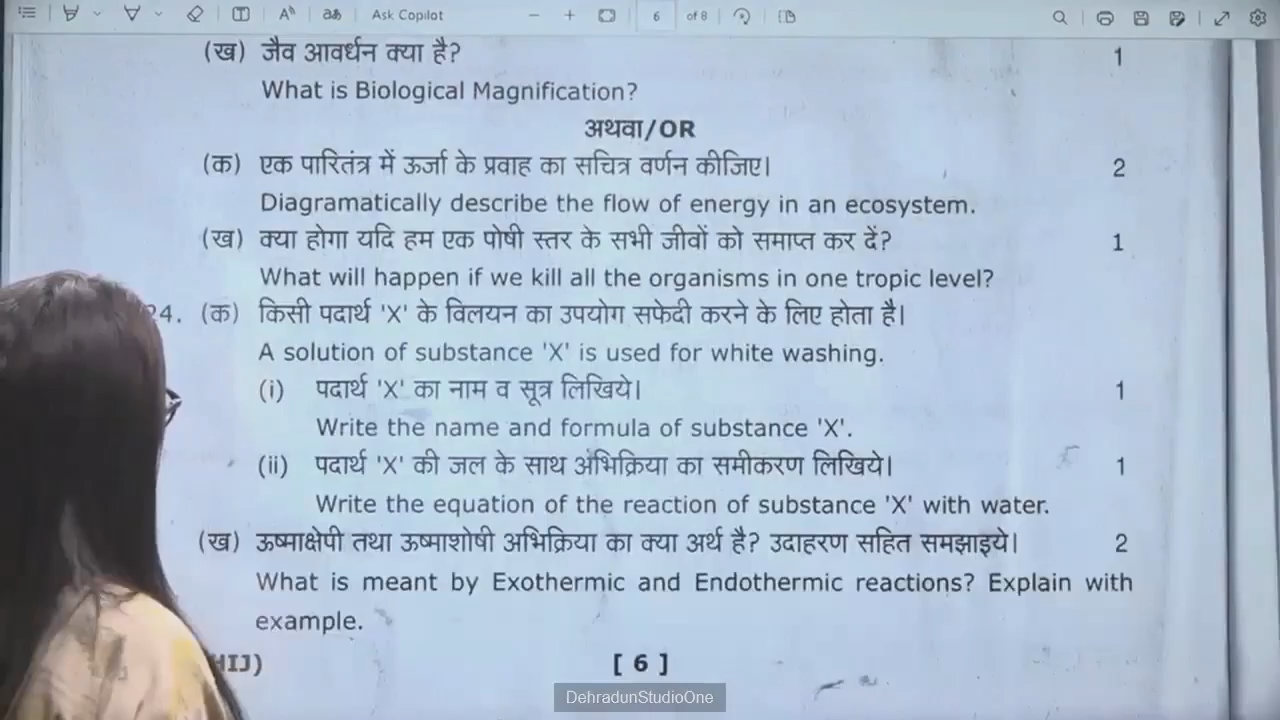 Ask Copilot
6 of 8
(ख) जैव आवर्धन क्या है? 1
What is Biological Magnification?
अथवा/OR
(क) एक पारितंत्र में ऊर्जा के प्रवाह का सचित्र वर्णन कीजिए। 2
Diagrammatically describe the flow of energy in an ecosystem.
(ख) क्या होगा यदि हम एक पोषी स्तर के सभी जीवों को समाप्त कर दें? 1
What will happen if we kill all the organisms in one tropic level?
24. (क) किसी पदार्थ 'X' के विलयन का उपयोग सफेदी करने के लिए होता है।
A solution of substance 'X' is used for white washing.
(i) पदार्थ 'X' का नाम व सूत्र लिखिये। 1
Write the name and formula of substance 'X'.
(ii) पदार्थ 'X' की जल के साथ अभिक्रिया का समीकरण लिखिये। 1
Write the equation of the reaction of substance 'X' with water.
(ख) ऊष्माक्षेपी तथा ऊष्माशोषी अभिक्रिया का क्या अर्थ है? उदाहरण सहित समझाइये। 2
What is meant by Exothermic and Endothermic reactions? Explain with
example.
HIJ) [ 6 ]
DehradunStudioOne